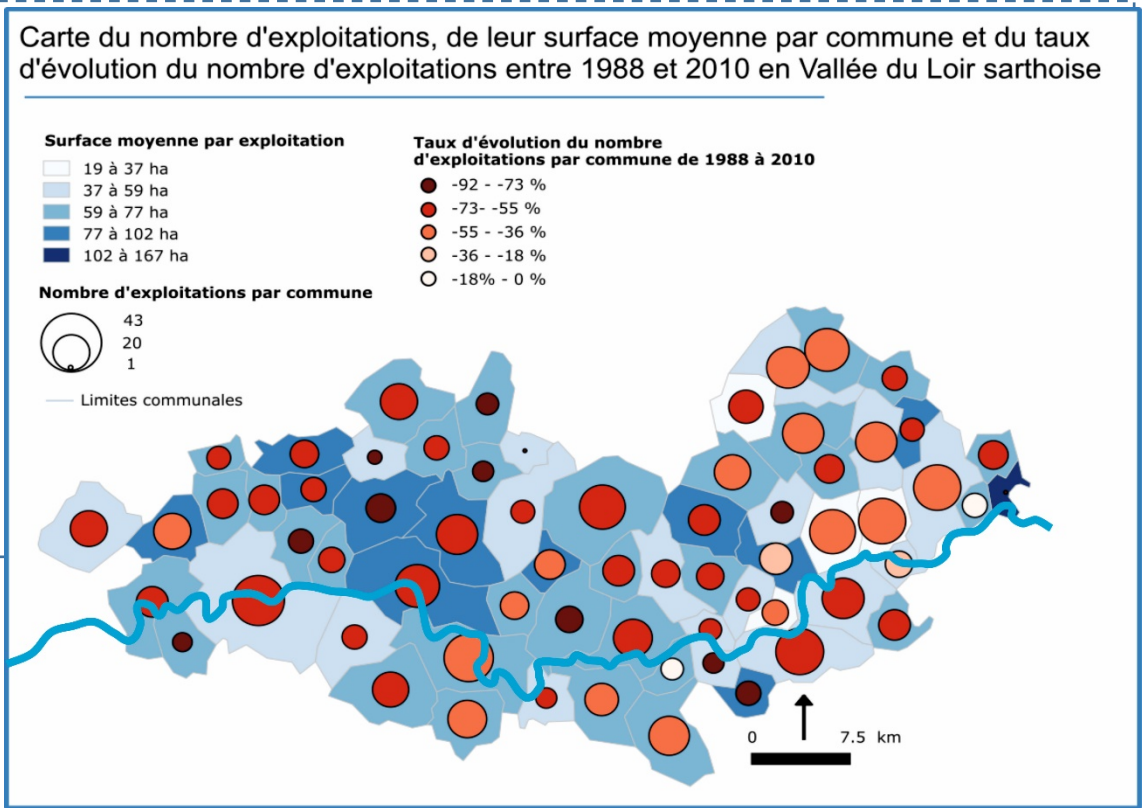 Carte du nombre d'exploitations, de leur surface moyenne par commune et du taux
d'évolution du nombre d'exploitations entre 1988 et 2010 en Vallée du Loir sarthoise
Surface moyenne par exploitation
19 à 37 ha
37 à 59 ha
59 à 77 ha
77 à 102 ha
102 à 167 ha
Nombre d'exploitations par commune
43
20
1
Limites communales
Taux d'évolution du nombre
d'exploitations par commune de 1988 à 2010
-92 - -73 %
-73- -55 %
-55 - -36 %
-36 - -18 %
-18% - 0 %
0 7.5 km